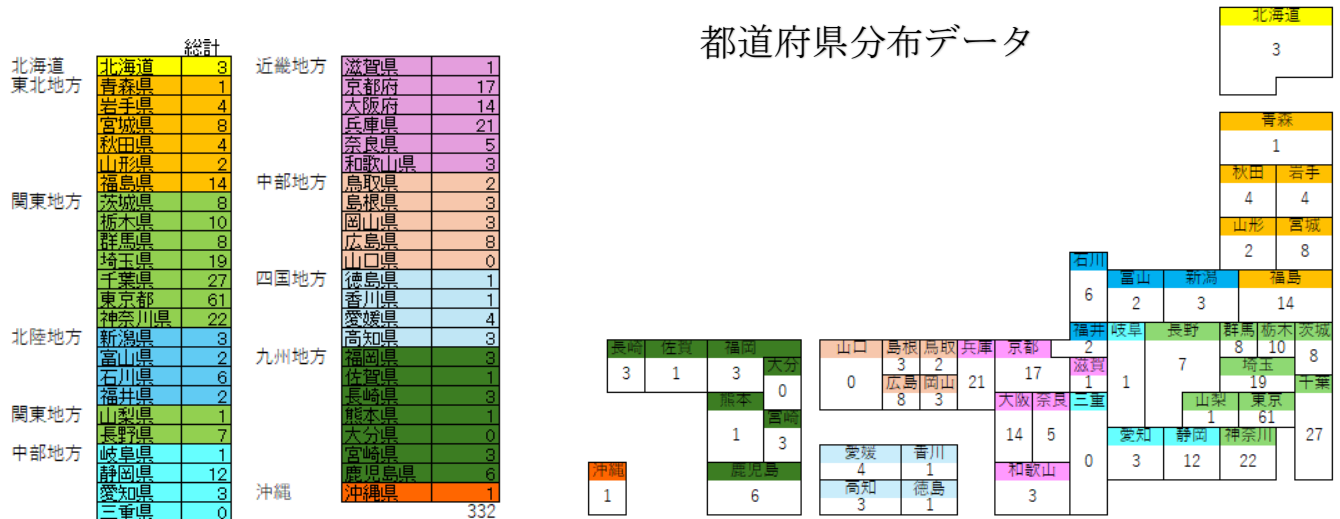 都道府県分布データ
総計
北海道 北海道 3
東北地方 青森県 1
岩手県 4
宮城県 8
秋田県 4
山形県 2
福島県 14
関東地方 茨城県 8
栃木県 10
群馬県 8
埼玉県 19
千葉県 27
東京都 61
神奈川県 22
北陸地方 新潟県 3
富山県 2
石川県 6
福井県 2
関東地方 山梨県 1
長野県 7
中部地方 岐阜県 1
静岡県 12
愛知県 3
三重県 0
近畿地方 滋賀県 1
京都府 17
大阪府 14
兵庫県 21
奈良県 5
和歌山県 3
中部地方 鳥取県 2
島根県 3
岡山県 3
広島県 8
山口県 0
四国地方 徳島県 1
香川県 1
愛媛県 4
高知県 3
九州地方 福岡県 3
佐賀県 1
長崎県 3
熊本県 1
大分県 0
宮崎県 3
鹿児島県 6
沖縄 沖縄県 1
332
北海道
3
青森
1
秋田 岩手
4 4
山形 宮城
2 8
石川
6
富山 新潟 福島
2 3 14
福井
2
岐阜
1
長野
7
群馬 栃木 茨城
8 10 8
埼玉
19
千葉
27
山梨 東京
1 61
愛知 静岡 神奈川
3 12 22
長崎 佐賀 福岡
3 1 3
大分
0
熊本
1
宮崎
3
鹿児島
6
沖縄
1
山口
0
島根 鳥取
3 2
広島 岡山
8 3
兵庫
21
京都
17
滋賀
1
大阪 奈良
14 5
三重
0
和歌山
3
愛媛 香川
4 1
高知 徳島
3 1